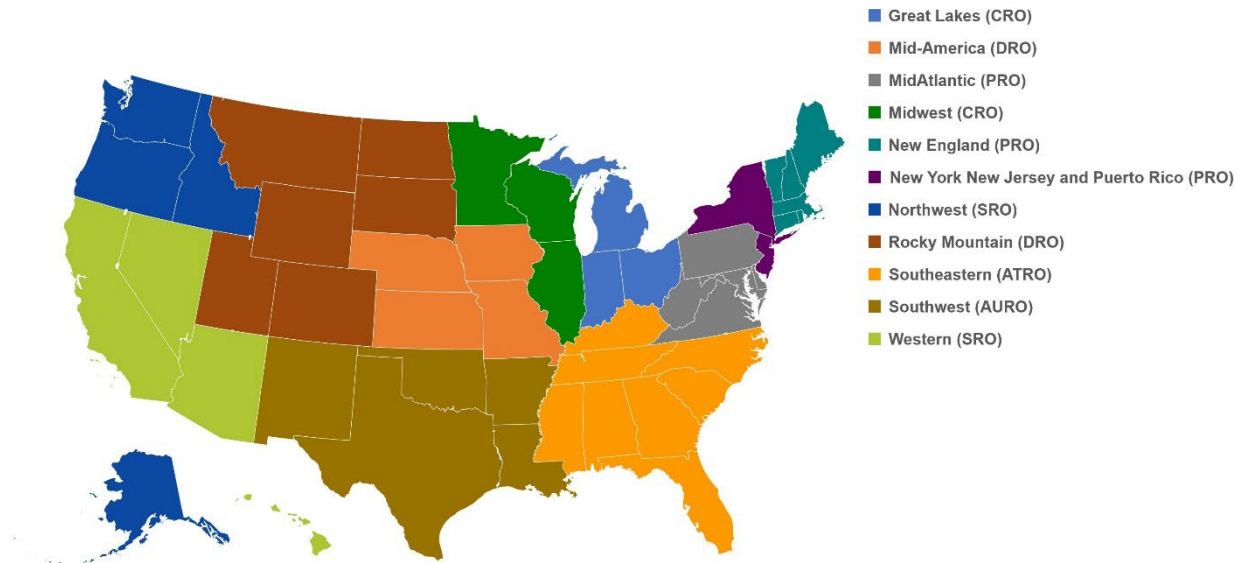 Great Lakes (CRO)
Mid-America (DRO)
MidAtlantic (PRO)
Midwest (CRO)
New England (PRO)
New York New Jersey and Puerto Rico (PRO)
Northwest (SRO)
Rocky Mountain (DRO)
Southeastern (ATRO)
Southwest (AURO)
Western (SRO)